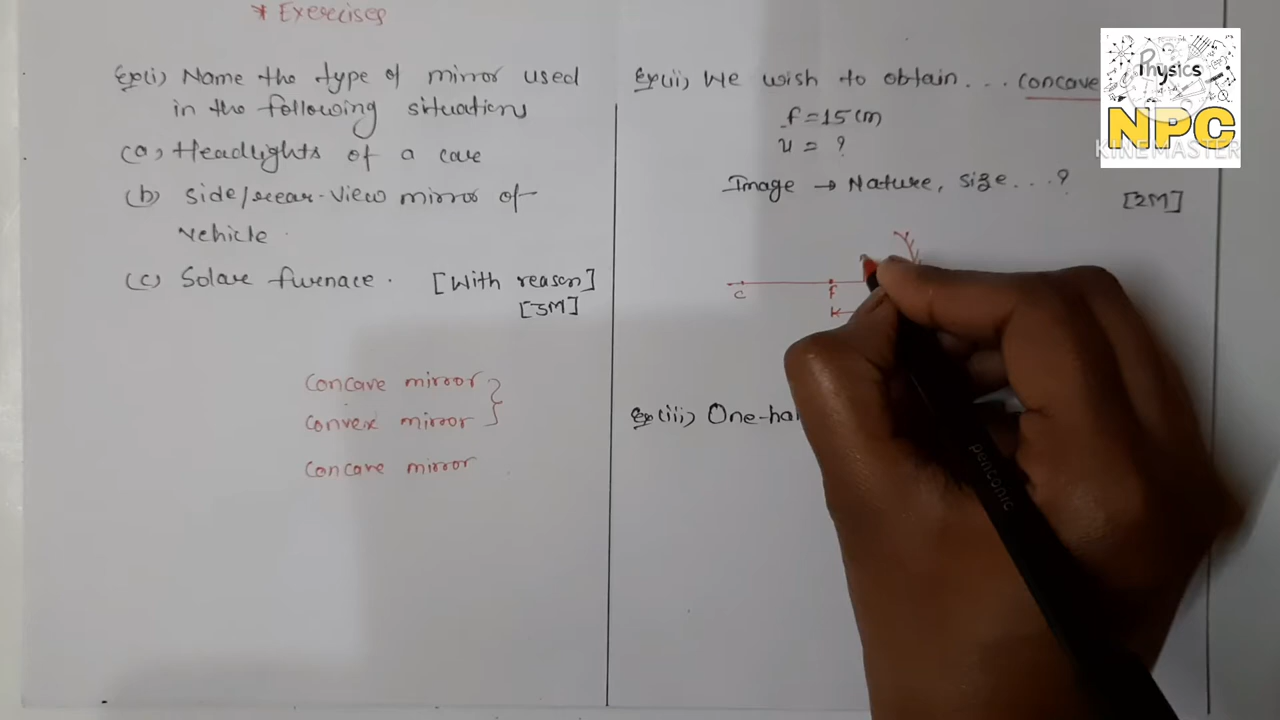 * Exercises
Ex(i) Name the type of mirror used
in the following situations
(a) Headlights of a car
(b) Side/rear-view mirror of
vehicle.
(c) Solar furnace. [With reason]
[3M]
Concave mirror
Convex mirror
Concave mirror
Ex(ii) We wish to obtain... concave
f = 15 cm
u = ?
Image → Nature, size...?
[2M]
C F
Ex(iii) One-hal
Physics
NPC
KINEMASTER
penconic